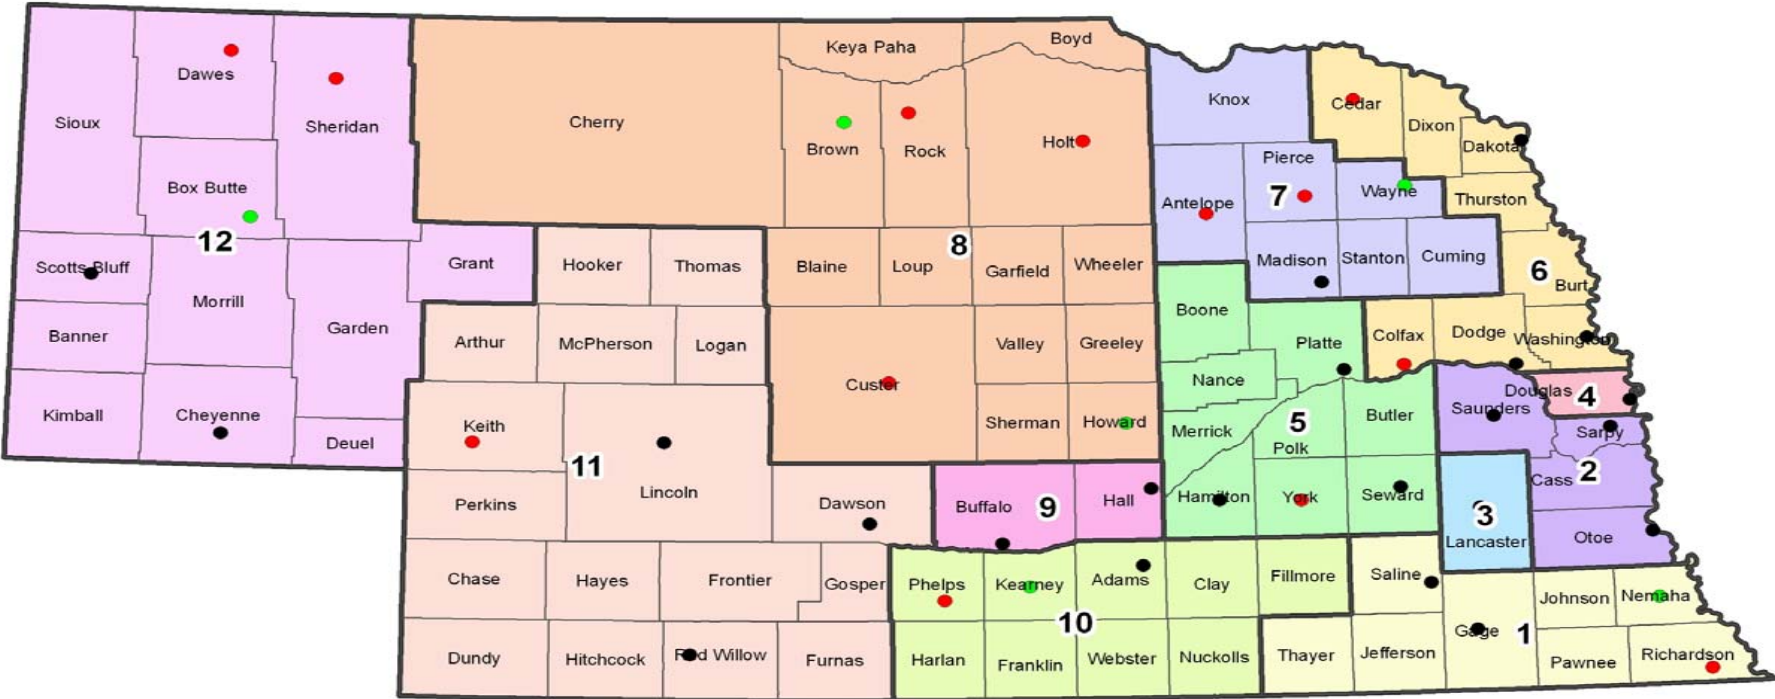 Keya Paha
Boyd
Dawes
Sioux
Sheridan
Cherry
Brown
Rock
Holt
Knox
Cedar
Dixon
Dakota
Box Butte
Antelope
Pierce
7
Wayne
Thurston
12
8
Scotts Bluff
Morrill
Grant
Hooker
Thomas
Blaine
Loup
Garfield
Wheeler
Madison
Stanton
Cuming
6
Burt
Banner
Garden
Arthur
McPherson
Logan
Valley
Greeley
Boone
Platte
Colfax
Dodge
Washington
Kimball
Cheyenne
Deuel
Keith
Custer
Sherman
Howard
Nance
Merrick
5
Polk
Butler
Saunders
Douglas
4
Sarpy
11
Perkins
Lincoln
Dawson
Buffalo
9
Hall
Hamilton
York
Seward
3
Lancaster
Cass
2
Otoe
Chase
Hayes
Frontier
Gosper
Phelps
Kearney
Adams
Clay
Fillmore
Saline
Johnson
Nemaha
10
Dundy
Hitchcock
Red Willow
Furnas
Harlan
Franklin
Webster
Nuckolls
Thayer
Jefferson
Gage
1
Pawnee
Richardson